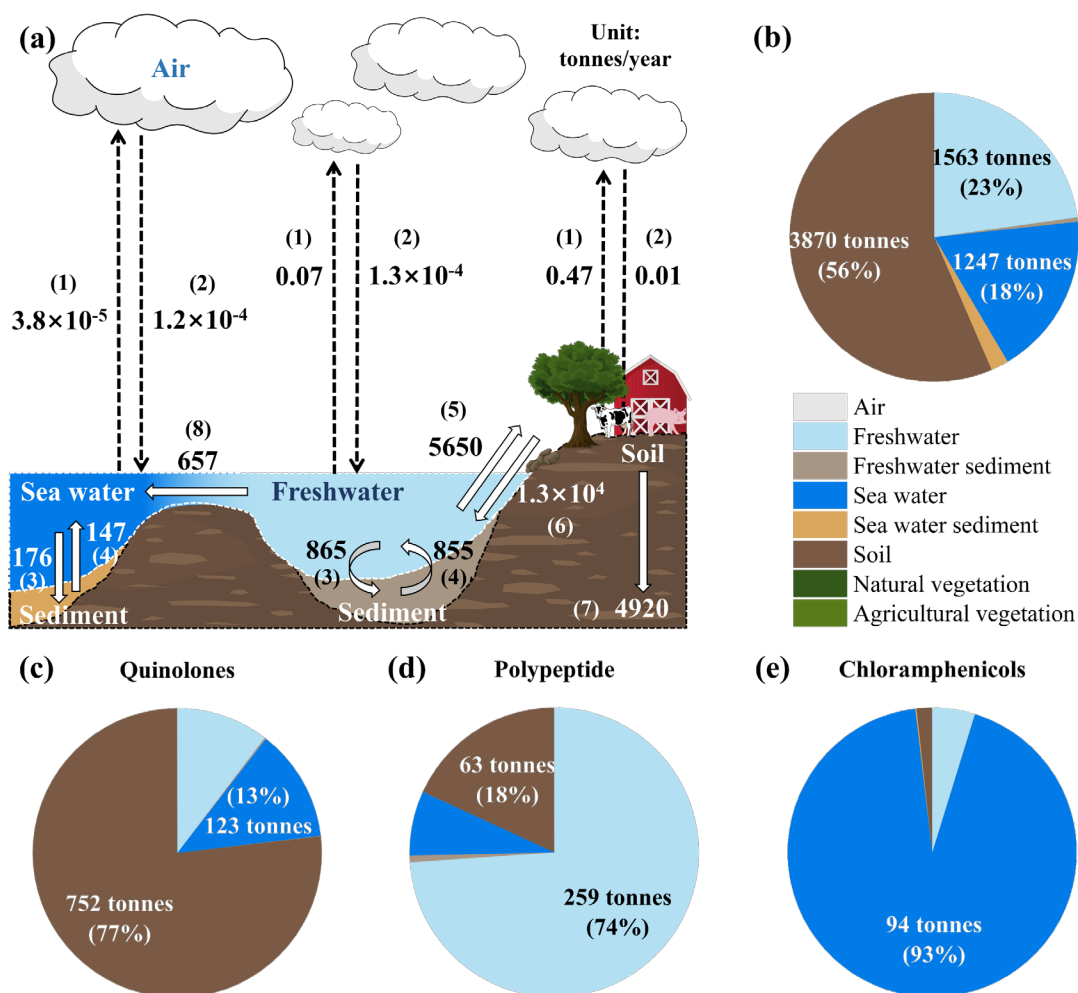 (a)
Unit:
tonnes/year
Air
(1)
3.8×10⁻⁵
(2)
1.2×10⁻⁴
(1)
0.07
(2)
1.3×10⁻⁴
(1)
0.47
(2)
0.01
(8)
657
(5)
5650
Soil
Sea water
Freshwater
1.3×10⁴
(6)
176
(3)
147
(4)
865
(3)
855
(4)
Sediment
Sediment
(7) 4920
(b)
1563 tonnes
(23%)
3870 tonnes
(56%)
1247 tonnes
(18%)
Air
Freshwater
Freshwater sediment
Sea water
Sea water sediment
Soil
Natural vegetation
Agricultural vegetation
(c) Quinolones
(13%)
123 tonnes
752 tonnes
(77%)
(d) Polypeptide
63 tonnes
(18%)
259 tonnes
(74%)
(e) Chloramphenicols
94 tonnes
(93%)